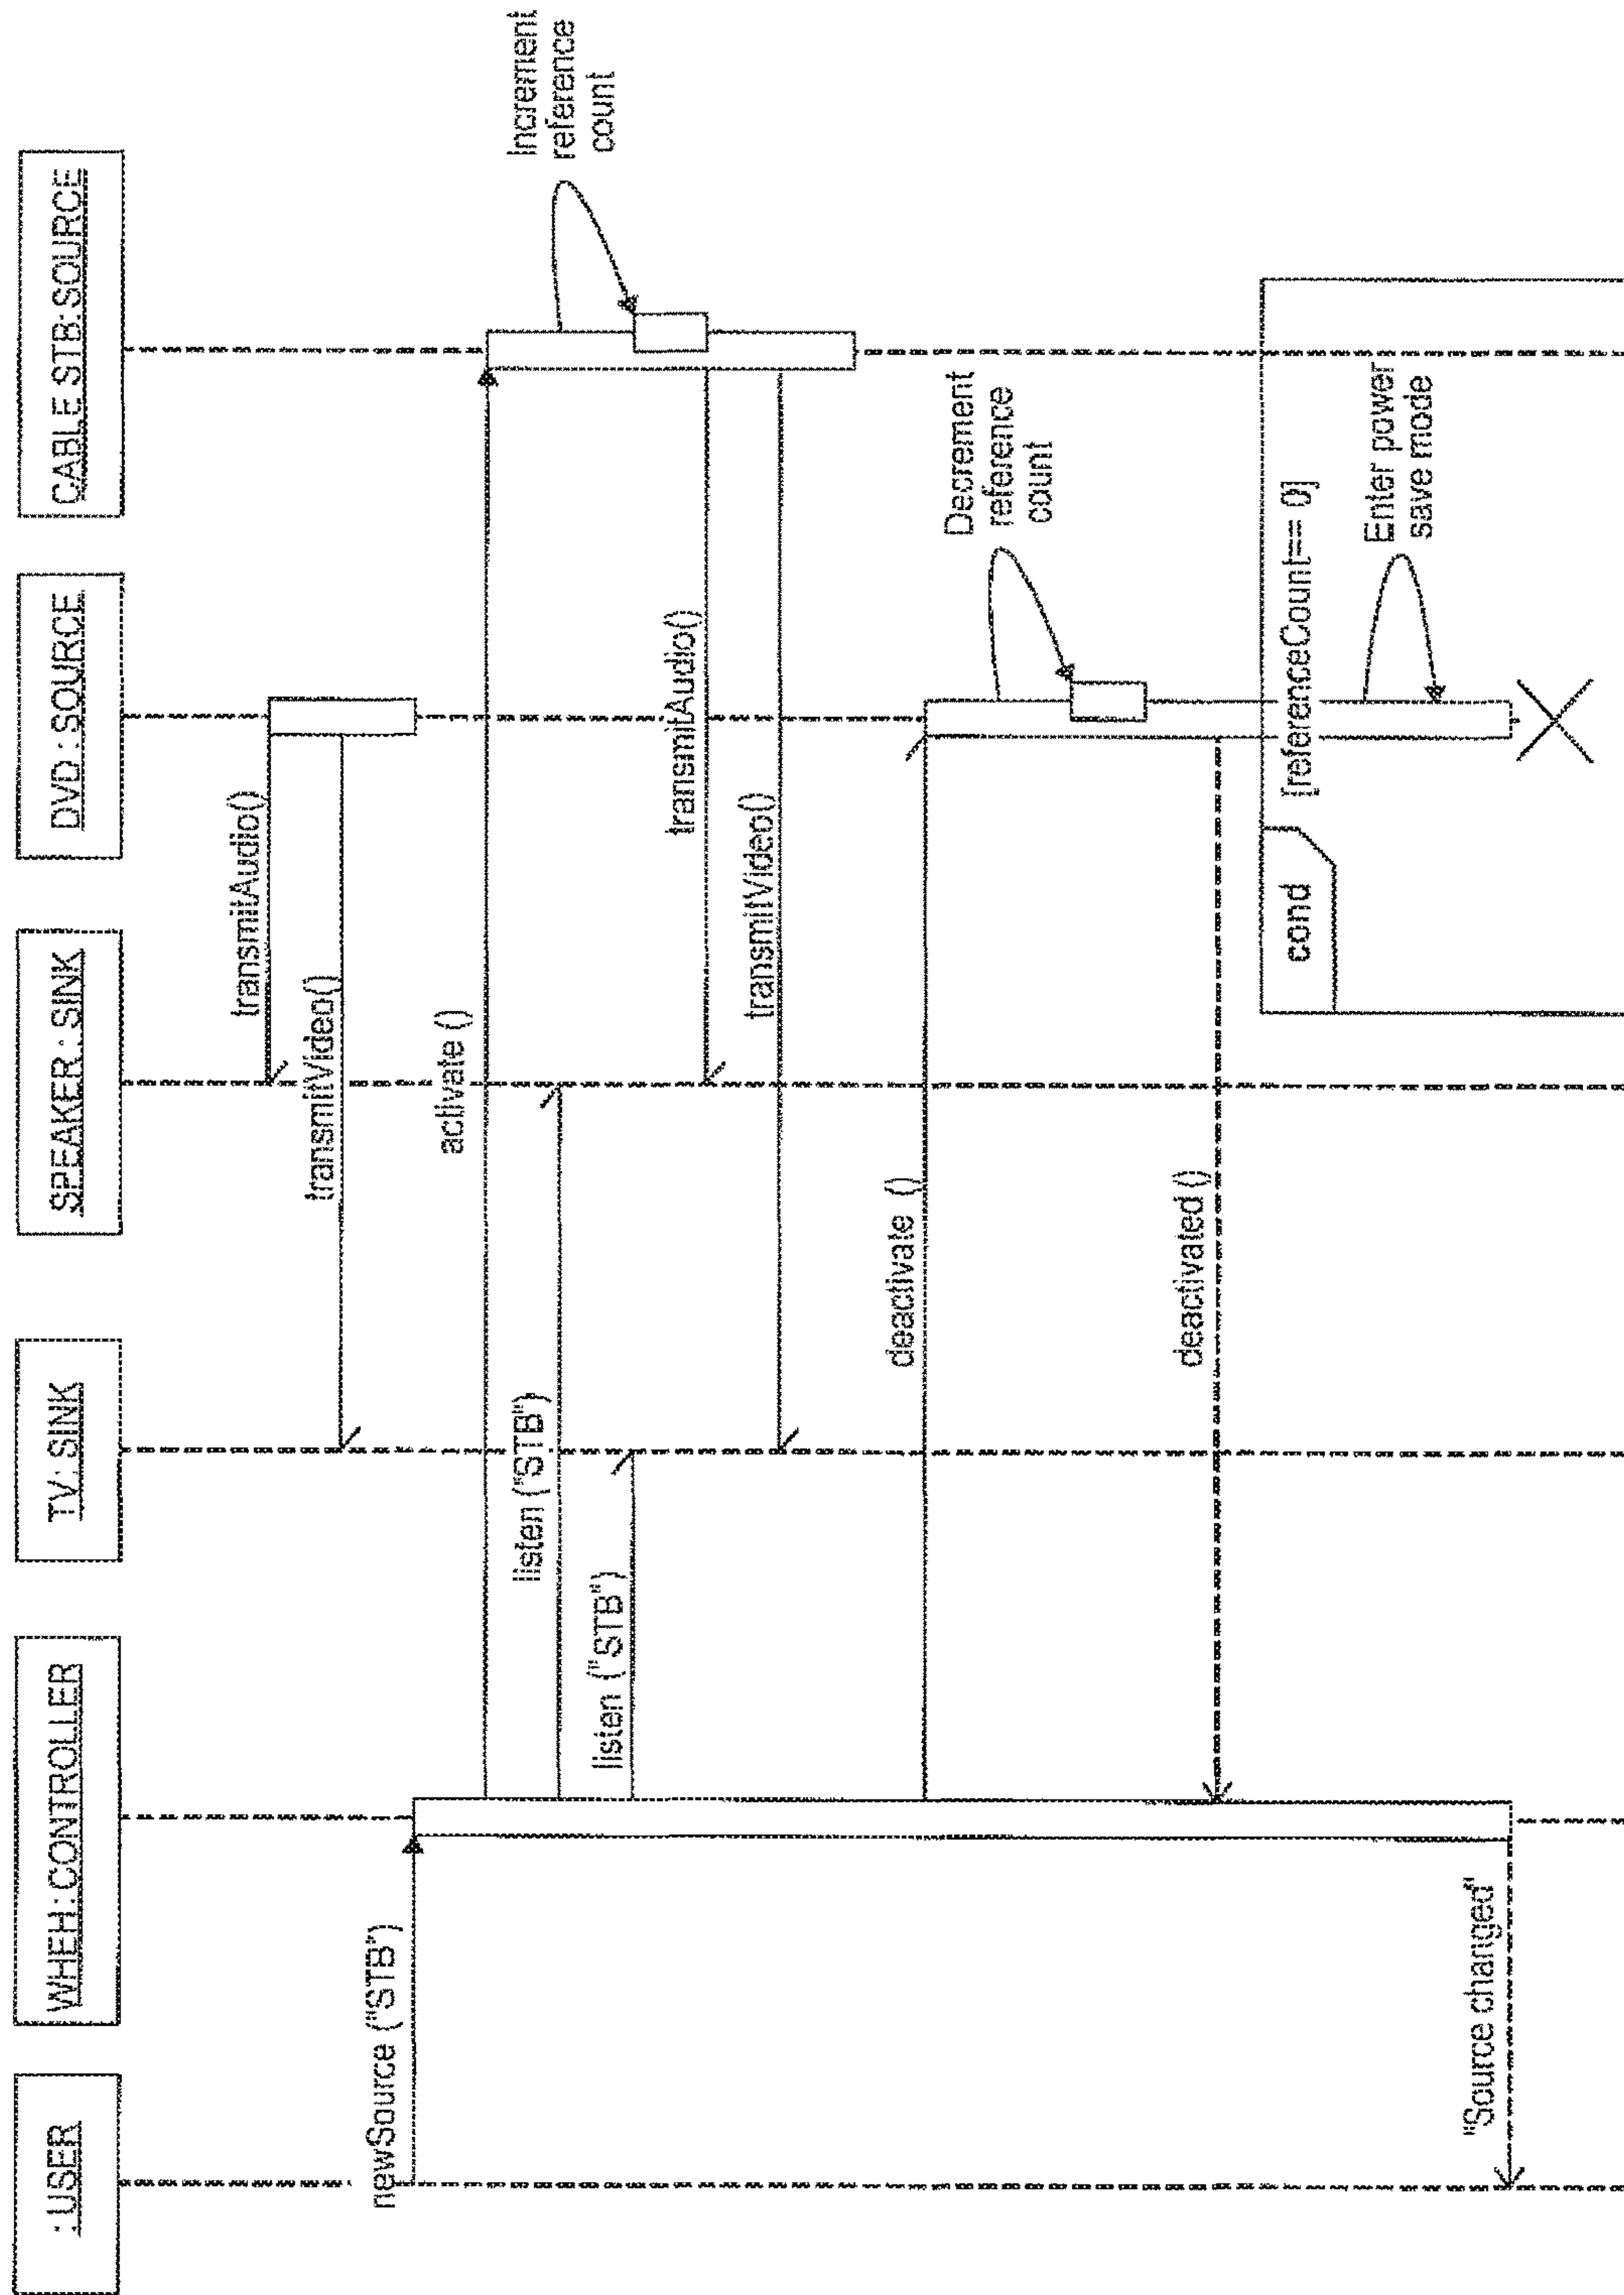 : USER
WHEH : CONTROLLER
TV: SINK
SPEAKER : SINK
DVD : SOURCE
CABLE STB: SOURCE
transmitAudio()
transmitVideo()
newSource ("STB")
activate ()
listen ("STB")
Increment
reference
count
listen ("STB")
transmitAudio()
transmitVideo()
deactivate ()
Decrement
reference
count
deactivated ()
cond
[referenceCount== 0]
Enter power
save mode
"Source changed"